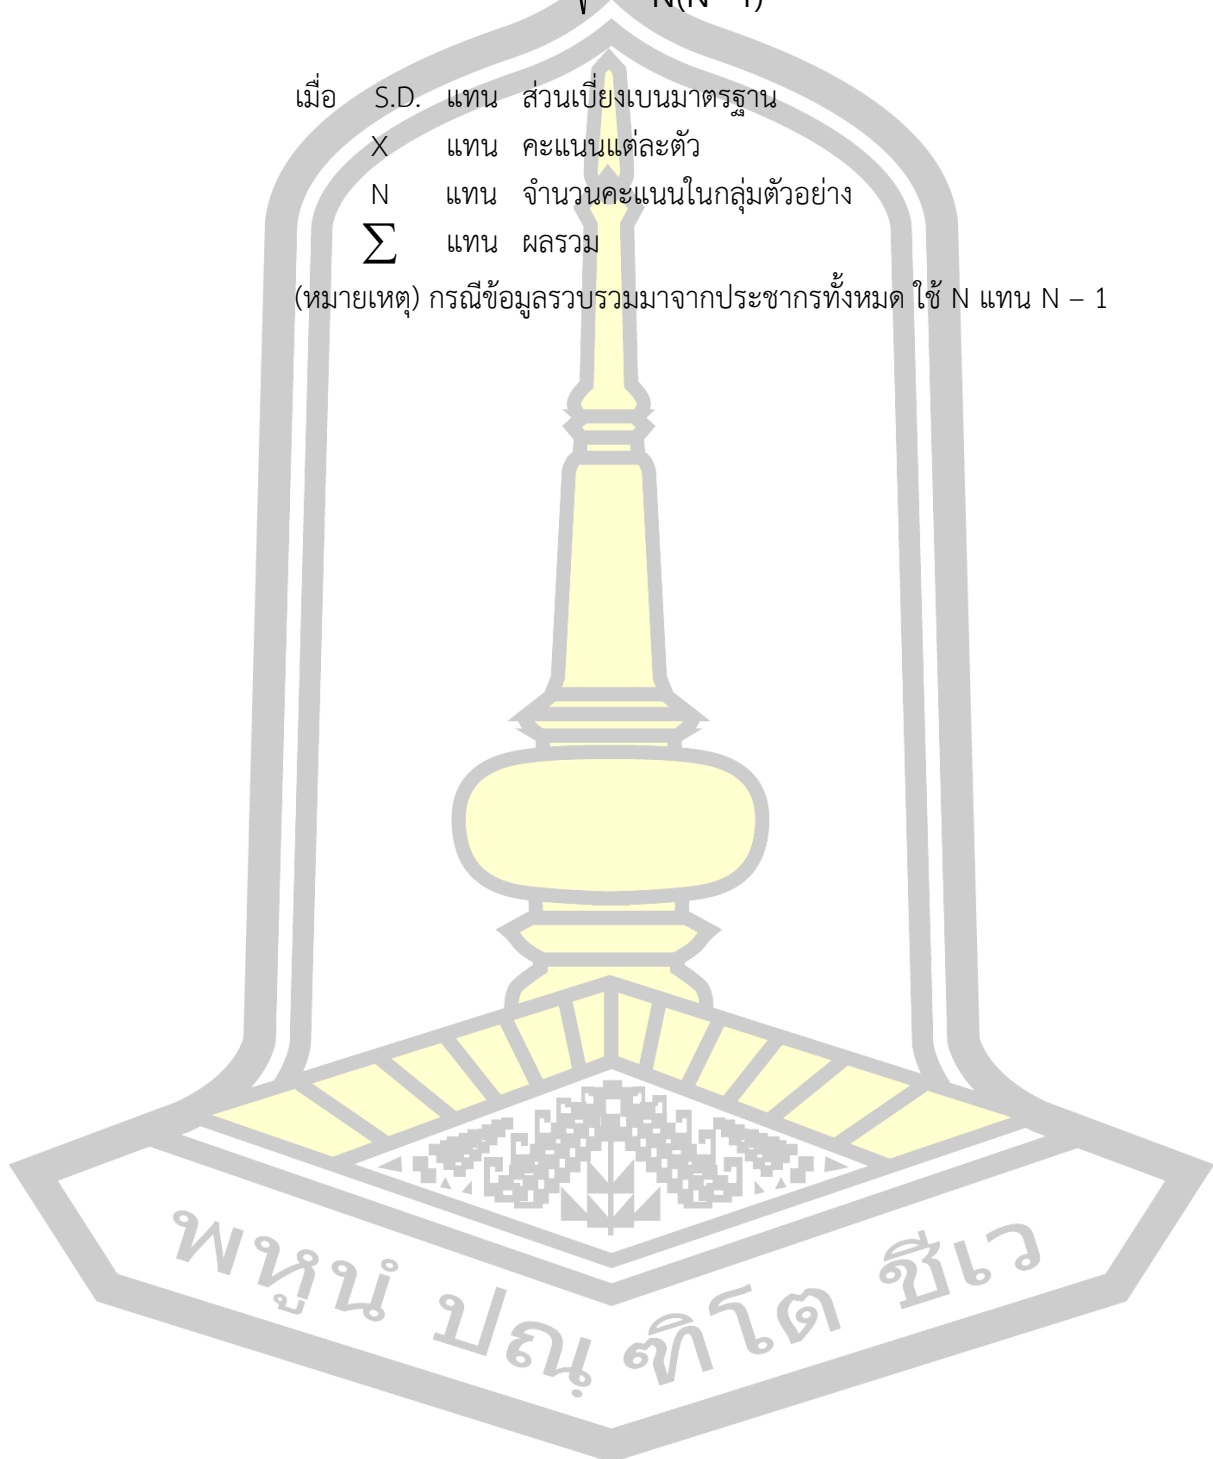 N(N - 1)
เมื่อ S.D. แทน ส่วนเบี่ยงเบนมาตรฐาน
X แทน คะแนนแต่ละตัว
N แทน จำนวนคะแนนในกลุ่มตัวอย่าง
∑ แทน ผลรวม
(หมายเหตุ) กรณีข้อมูลรวบรวมมาจากประชากรทั้งหมด ใช้ N แทน N – 1
พหูนํ ปณฺ ฑิโต ชีเว